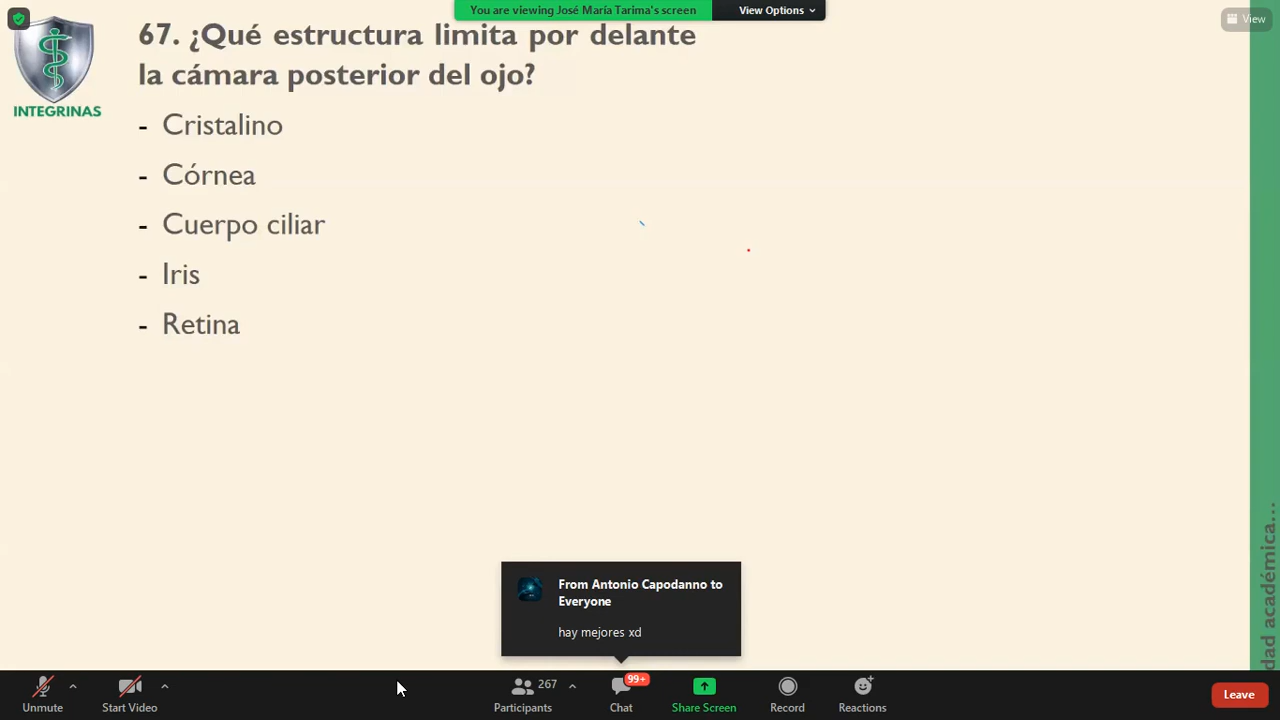 You are viewing José María Tarima's screen
View Options
View
INTEGRINAS
67. ¿Qué estructura limita por delante
la cámara posterior del ojo?
- Cristalino
- Córnea
- Cuerpo ciliar
- Iris
- Retina
dad académica...
From Antonio Capodanno to
Everyone
hay mejores xd
Unmute
Start Video
267
Participants
99+
Chat
Share Screen
Record
Reactions
Leave